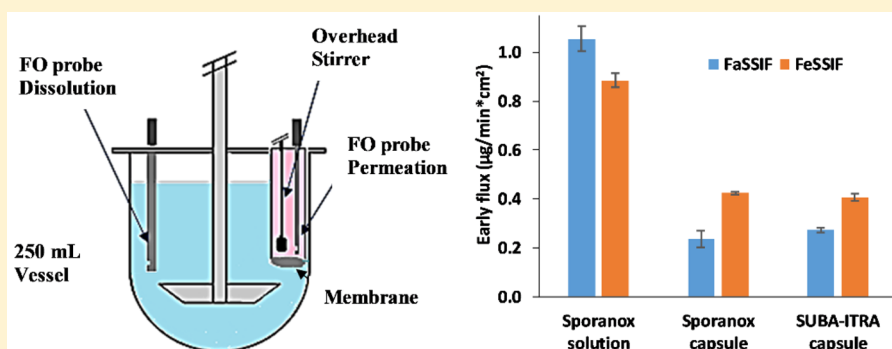 FO probe
Dissolution
Overhead
Stirrer
FO probe
Permeation
250 mL
Vessel
Membrane
Early flux (µg/min*cm²)
1.0
0.8
0.6
0.4
0.2
0.0
FaSSIF
FeSSIF
Sporanox
solution
Sporanox
capsule
SUBA-ITRA
capsule